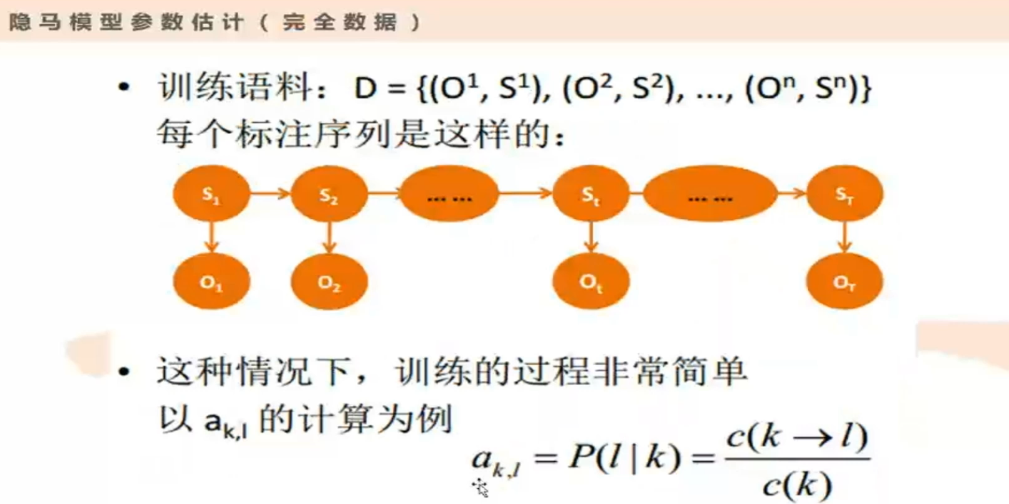 隐马模型参数估计（完全数据）
• 训练语料：D = {(O¹, S¹), (O², S²), ..., (Oⁿ, Sⁿ)}
每个标注序列是这样的：
S₁ S₂ ... ... Sₜ ... ... S_T
O₁ O₂ Oₜ O_T
• 这种情况下，训练的过程非常简单
以 a_{k,l} 的计算为例
a_{k,l} = P(l | k) = c(k → l) / c(k)